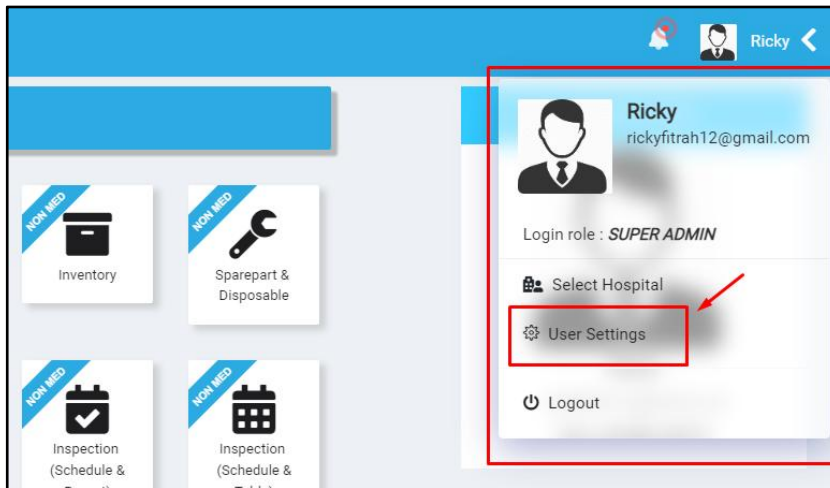 Ricky
Ricky
rickyfitrah12@gmail.com
Login role : SUPER ADMIN
Select Hospital
User Settings
Logout
NON MED
Inventory
NON MED
Sparepart &
Disposable
NON MED
Inspection
(Schedule &
NON MED
Inspection
(Schedule &